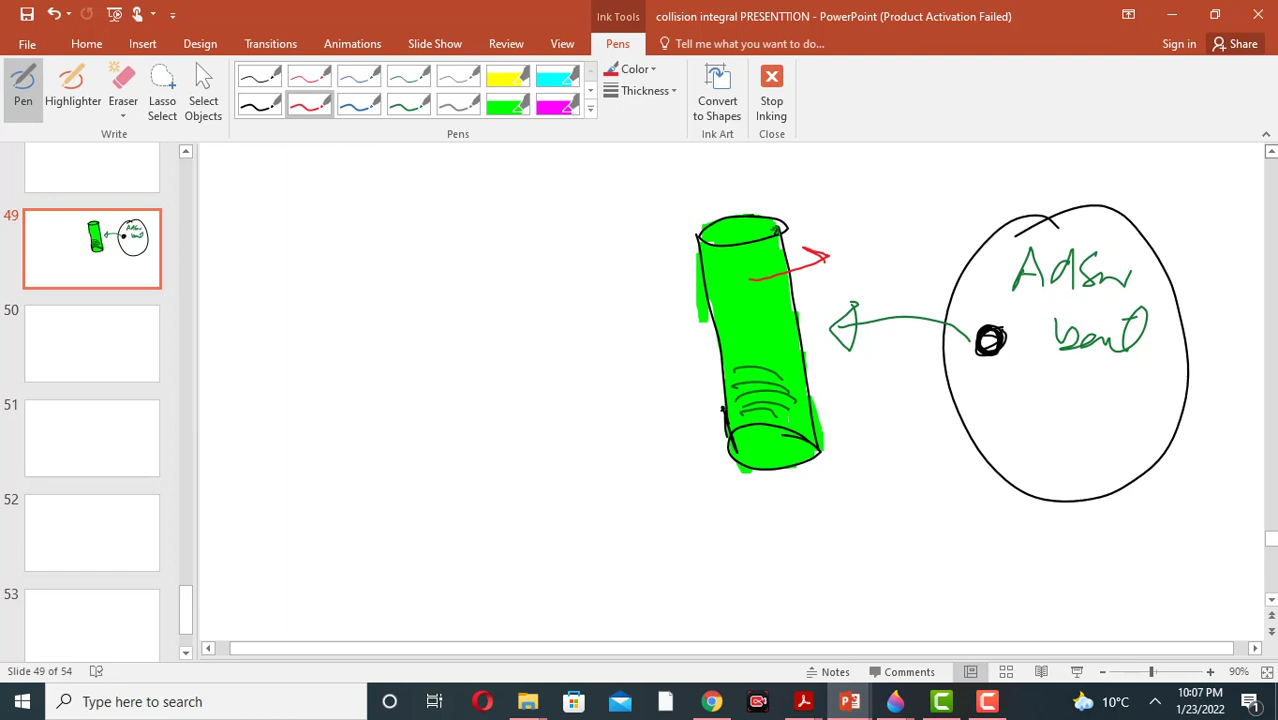 collision integral PRESENTTION - PowerPoint (Product Activation Failed)
Ink Tools
File
Home
Insert
Design
Transitions
Animations
Slide Show
Review
View
Pens
Tell me what you want to do...
Sign in
Share
Pen
Highlighter
Eraser
Lasso Select
Select Objects
Write
Pens
Color
Thickness
Convert to Shapes
Ink Art
Stop Inking
Close
49
50
51
52
53
Adsor
bent
Slide 49 of 54
Notes
Comments
90%
Type here to search
10°C
10:07 PM
1/23/2022